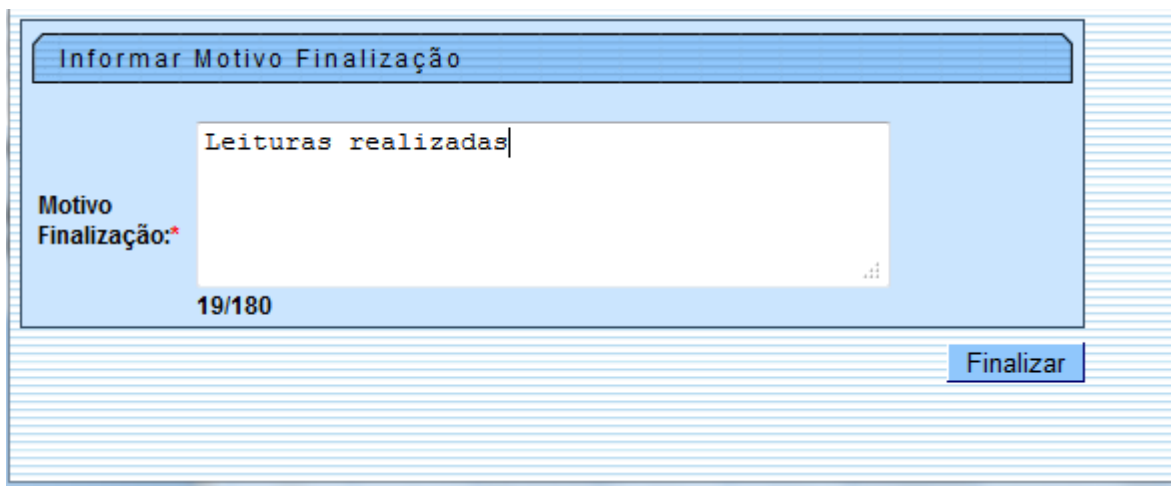 Informar Motivo Finalização
Leituras realizadas
Motivo
Finalização:*
19/180
Finalizar